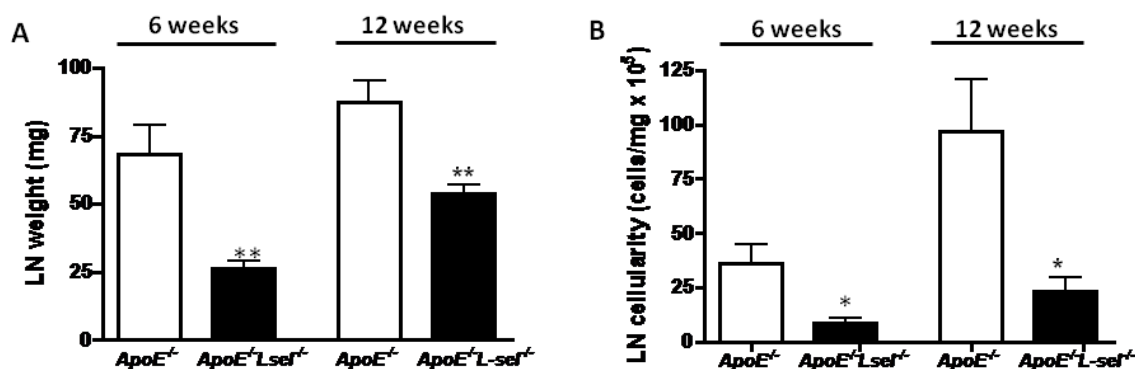 A
6 weeks
12 weeks
LN weight (mg)
100
75
50
25
0
**
**
ApoE-/-
ApoE-/-Lsel-/-
ApoE-/-
ApoE-/-L-sel-/-
B
6 weeks
12 weeks
LN cellularity (cells/mg x 10⁵)
125
100
75
50
25
0
*
*
ApoE-/-
ApoE-/-Lsel-/-
ApoE-/-
ApoE-/-L-sel-/-